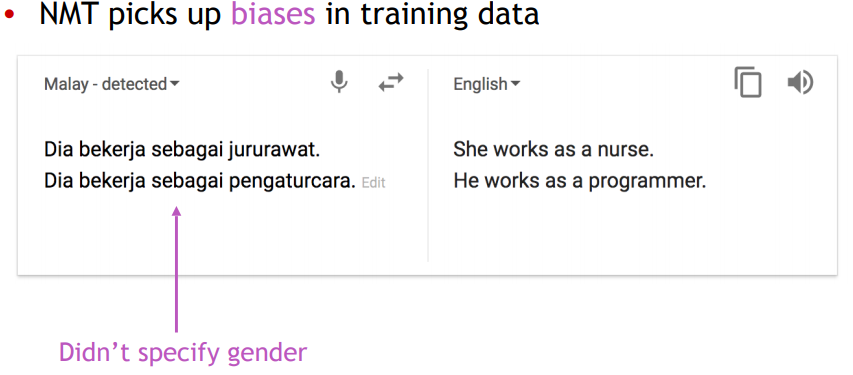 • NMT picks up biases in training data
Malay - detected
English
Dia bekerja sebagai jururawat.
Dia bekerja sebagai pengaturcara. Edit
She works as a nurse.
He works as a programmer.
Didn't specify gender